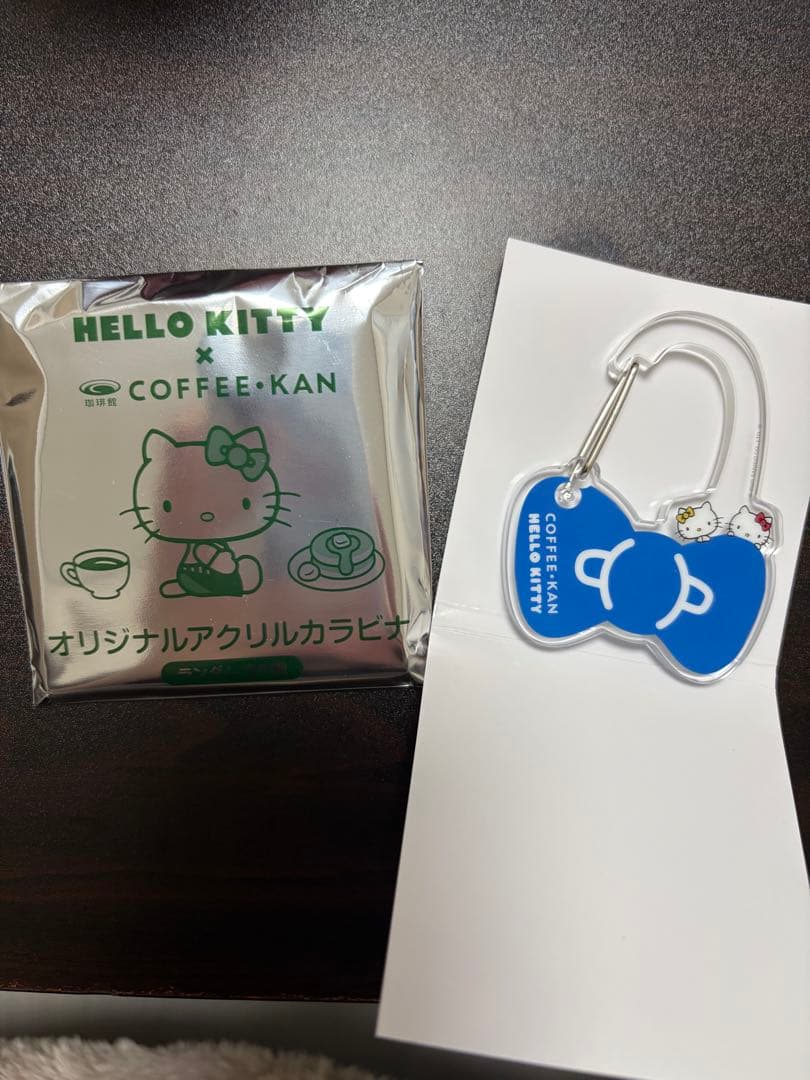 HELLO KITTY
×
珈琲館 COFFEE・KAN
オリジナルアクリルカラビナ
COFFEE・KAN
HELLO KITTY